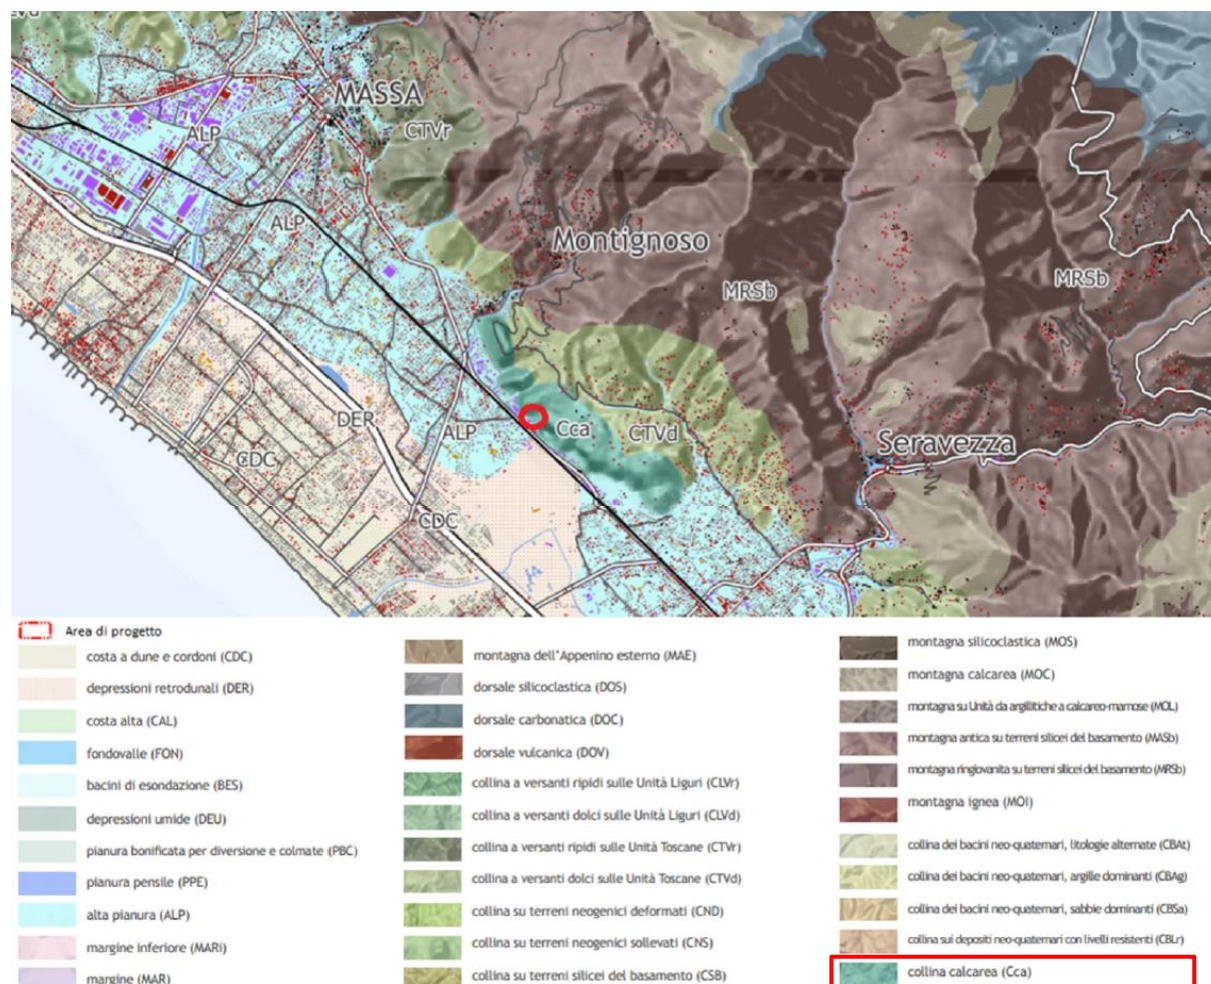 MASSA
ALP
CTVr
ALP
Montignoso
MRSb
MRSb
DER
ALP
Cca
CTVd
Seravezza
CDC
CDC
Area di progetto
costa a dune e cordoni (CDC)
depressioni retrodunali (DER)
costa alta (CAL)
fondovalle (FON)
bacini di esondazione (BES)
depressioni umide (DEU)
pianura bonificata per diversione e colmate (PBC)
pianura pensile (PPE)
alta pianura (ALP)
margine inferiore (MARi)
margine (MAR)
montagna dell'Appenino esterno (MAE)
dorsale silicoclastica (DOS)
dorsale carbonatica (DOC)
dorsale vulcanica (DOV)
collina a versanti ripidi sulle Unità Liguri (CLVr)
collina a versanti dolci sulle Unità Liguri (CLVd)
collina a versanti ripidi sulle Unità Toscane (CTVr)
collina a versanti dolci sulle Unità Toscane (CTVd)
collina su terreni neogenici deformati (CND)
collina su terreni neogenici sollevati (CNS)
collina su terreni silicei del basamento (CSB)
montagna silicoclastica (MOS)
montagna calcarea (MOC)
montagna su Unità da argillitiche a calcareo-marnose (MOL)
montagna antica su terreni silicei del basamento (MASb)
montagna ringiovanita su terreni silicei del basamento (MRSb)
montagna ignea (MOI)
collina dei bacini neo-quaternari, litologie alternate (CBAt)
collina dei bacini neo-quaternari, argille dominanti (CBAg)
collina dei bacini neo-quaternari, sabbie dominanti (CBSa)
collina sui depositi neo-quaternari con livelli resistenti (CBLr)
collina calcarea (Cca)